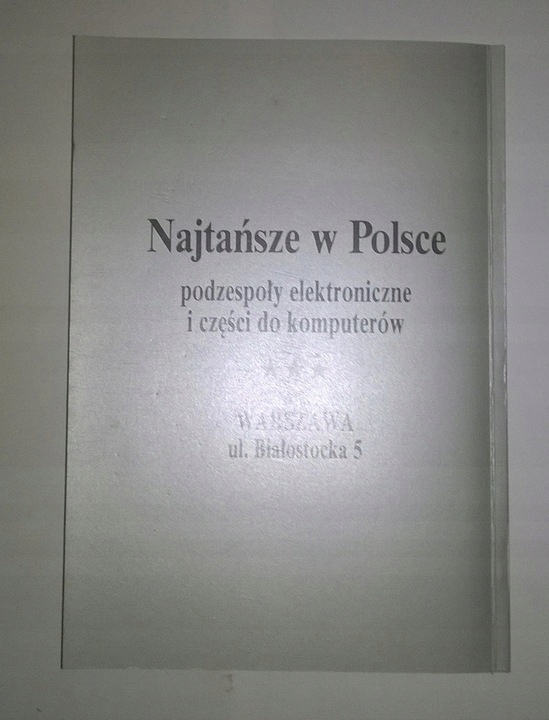 Najtańsze w Polsce
podzespoły elektroniczne
i części do komputerów
★ ★ ★
WARSZAWA
ul. Białostocka 5